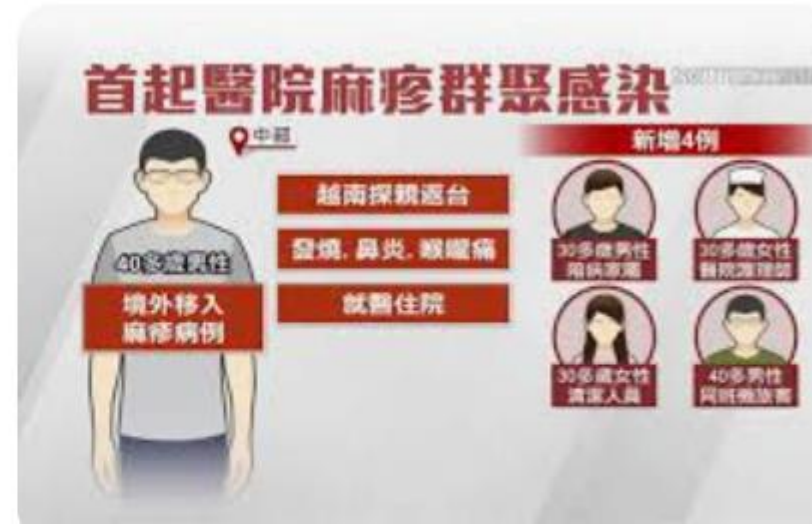 首起醫院麻疹群聚感染
中部
新增4例
40多歲男性
境外移入
麻疹病例
越南探親返台
發燒.鼻炎.喉嚨痛
就醫住院
30多歲男性
陪病家屬
30多歲女性
醫院護理師
30多歲女性
清潔人員
40多男性
同班機旅客